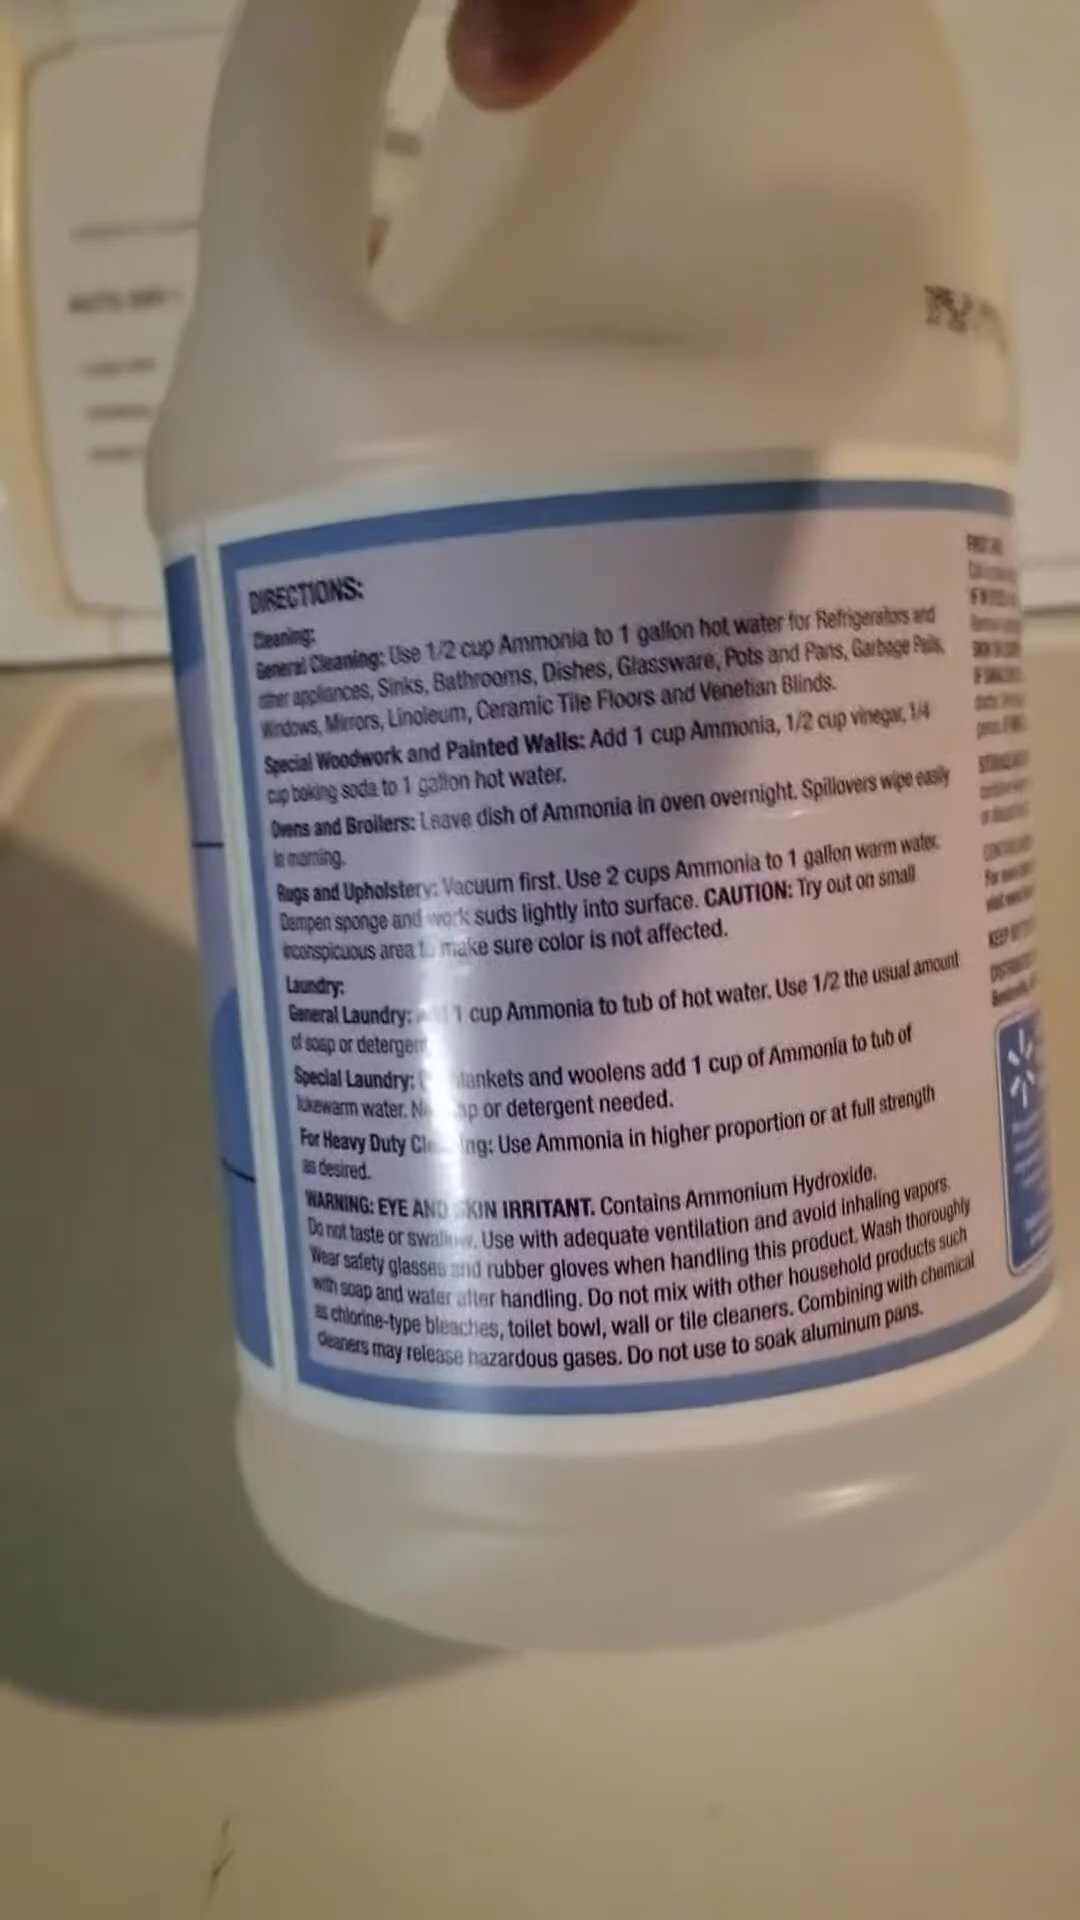 DIRECTIONS:
Cleaning:
General Cleaning: Use 1/2 cup Ammonia to 1 gallon hot water for Refrigerators and
other appliances, Sinks, Bathrooms, Dishes, Glassware, Pots and Pans, Garbage Pails,
Windows, Mirrors, Linoleum, Ceramic Tile Floors and Venetian Blinds.
Special Woodwork and Painted Walls: Add 1 cup Ammonia, 1/2 cup vinegar, 1/4
cup baking soda to 1 gallon hot water.
Ovens and Broilers: Leave dish of Ammonia in oven overnight. Spillovers wipe easily
in morning.
Rugs and Upholstery: Vacuum first. Use 2 cups Ammonia to 1 gallon warm water.
Dampen sponge and work suds lightly into surface. CAUTION: Try out on small
inconspicuous area to make sure color is not affected.
Laundry:
General Laundry: 1 cup Ammonia to tub of hot water. Use 1/2 the usual amount
of soap or detergent
Special Laundry: blankets and woolens add 1 cup of Ammonia to tub of
lukewarm water. or detergent needed.
For Heavy Duty Cleaning: Use Ammonia in higher proportion or at full strength
as desired.
WARNING: EYE AND SKIN IRRITANT. Contains Ammonium Hydroxide.
Do not taste or swallow. Use with adequate ventilation and avoid inhaling vapors.
Wear safety glasses and rubber gloves when handling this product. Wash thoroughly
with soap and water after handling. Do not mix with other household products such
as chlorine-type bleaches, toilet bowl, wall or tile cleaners. Combining with chemical
cleaners may release hazardous gases. Do not use to soak aluminum pans.